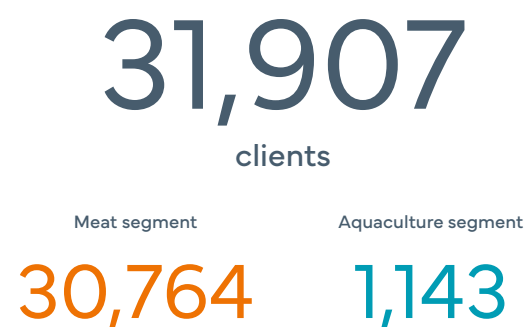 31,907
clients
Meat segment
Aquaculture segment
30,764
1,143